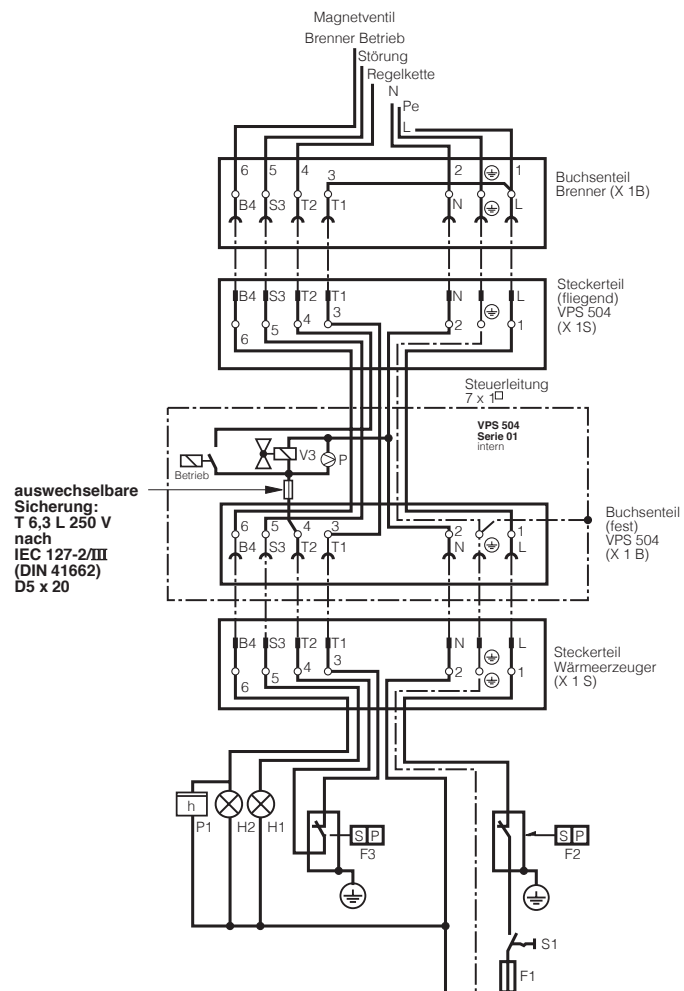 Magnetventil
Brenner Betrieb
Störung
Regelkette
N
Pe
L
6 5 4 3 2 1
B4 S3 T2 T1 N L
Buchsenteil
Brenner (X 1B)
B4 S3 T2 T1 N L
6 5 4 3 2 1
Steckerteil
(fliegend)
VPS 504
(X 1S)
Steuerleitung
7 x 1
VPS 504
Serie 01
intern
V3
P
Betrieb
auswechselbare
Sicherung:
T 6,3 L 250 V
nach
IEC 127-2/III
(DIN 41662)
D5 x 20
6 5 4 3 2 1
B4 S3 T2 T1 N L
Buchsenteil
(fest)
VPS 504
(X 1 B)
B4 S3 T2 T1 N L
6 5 4 3 2 1
Steckerteil
Wärmeerzeuger
(X 1 S)
h
P1 H2 H1
S P
F3
S P
F2
S1
F1